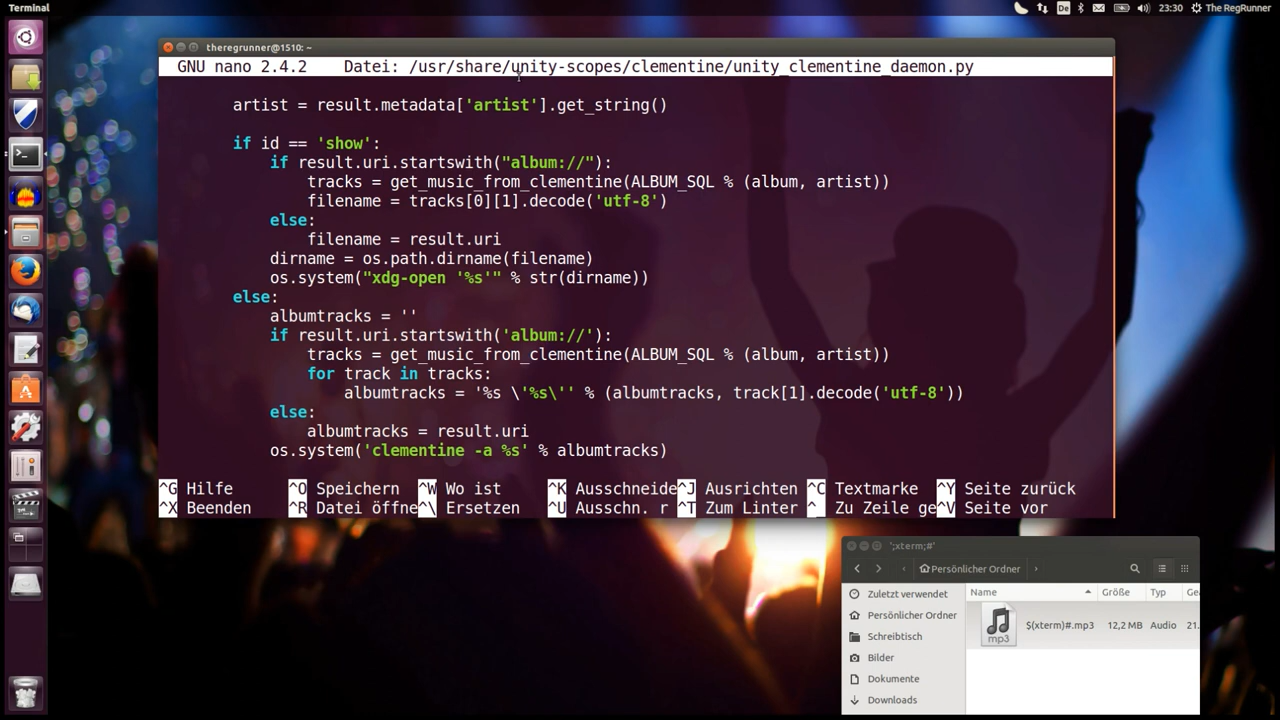 Terminal
De
23:30 The RegRunner
theregrunner@1510: ~
GNU nano 2.4.2 Datei: /usr/share/unity-scopes/clementine/unity_clementine_daemon.py
artist = result.metadata['artist'].get_string()
if id == 'show':
if result.uri.startswith("album://"):
tracks = get_music_from_clementine(ALBUM_SQL % (album, artist))
filename = tracks[0][1].decode('utf-8')
else:
filename = result.uri
dirname = os.path.dirname(filename)
os.system("xdg-open '%s'" % str(dirname))
else:
albumtracks = ''
if result.uri.startswith('album://'):
tracks = get_music_from_clementine(ALBUM_SQL % (album, artist))
for track in tracks:
albumtracks = '%s \'%s\'' % (albumtracks, track[1].decode('utf-8'))
else:
albumtracks = result.uri
os.system('clementine -a %s' % albumtracks)
^G Hilfe ^O Speichern ^W Wo ist ^K Ausschneide^J Ausrichten ^C Textmarke ^Y Seite zurück
^X Beenden ^R Datei öffne^\ Ersetzen ^U Ausschn. r ^T Zum Linter ^_ Zu Zeile ge^V Seite vor
';xterm;#'
Persönlicher Ordner
Zuletzt verwendet
Persönlicher Ordner
Schreibtisch
Bilder
Dokumente
Downloads
Name Größe Typ Geä
mp3 $(xterm)#.mp3 12,2 MB Audio 21.